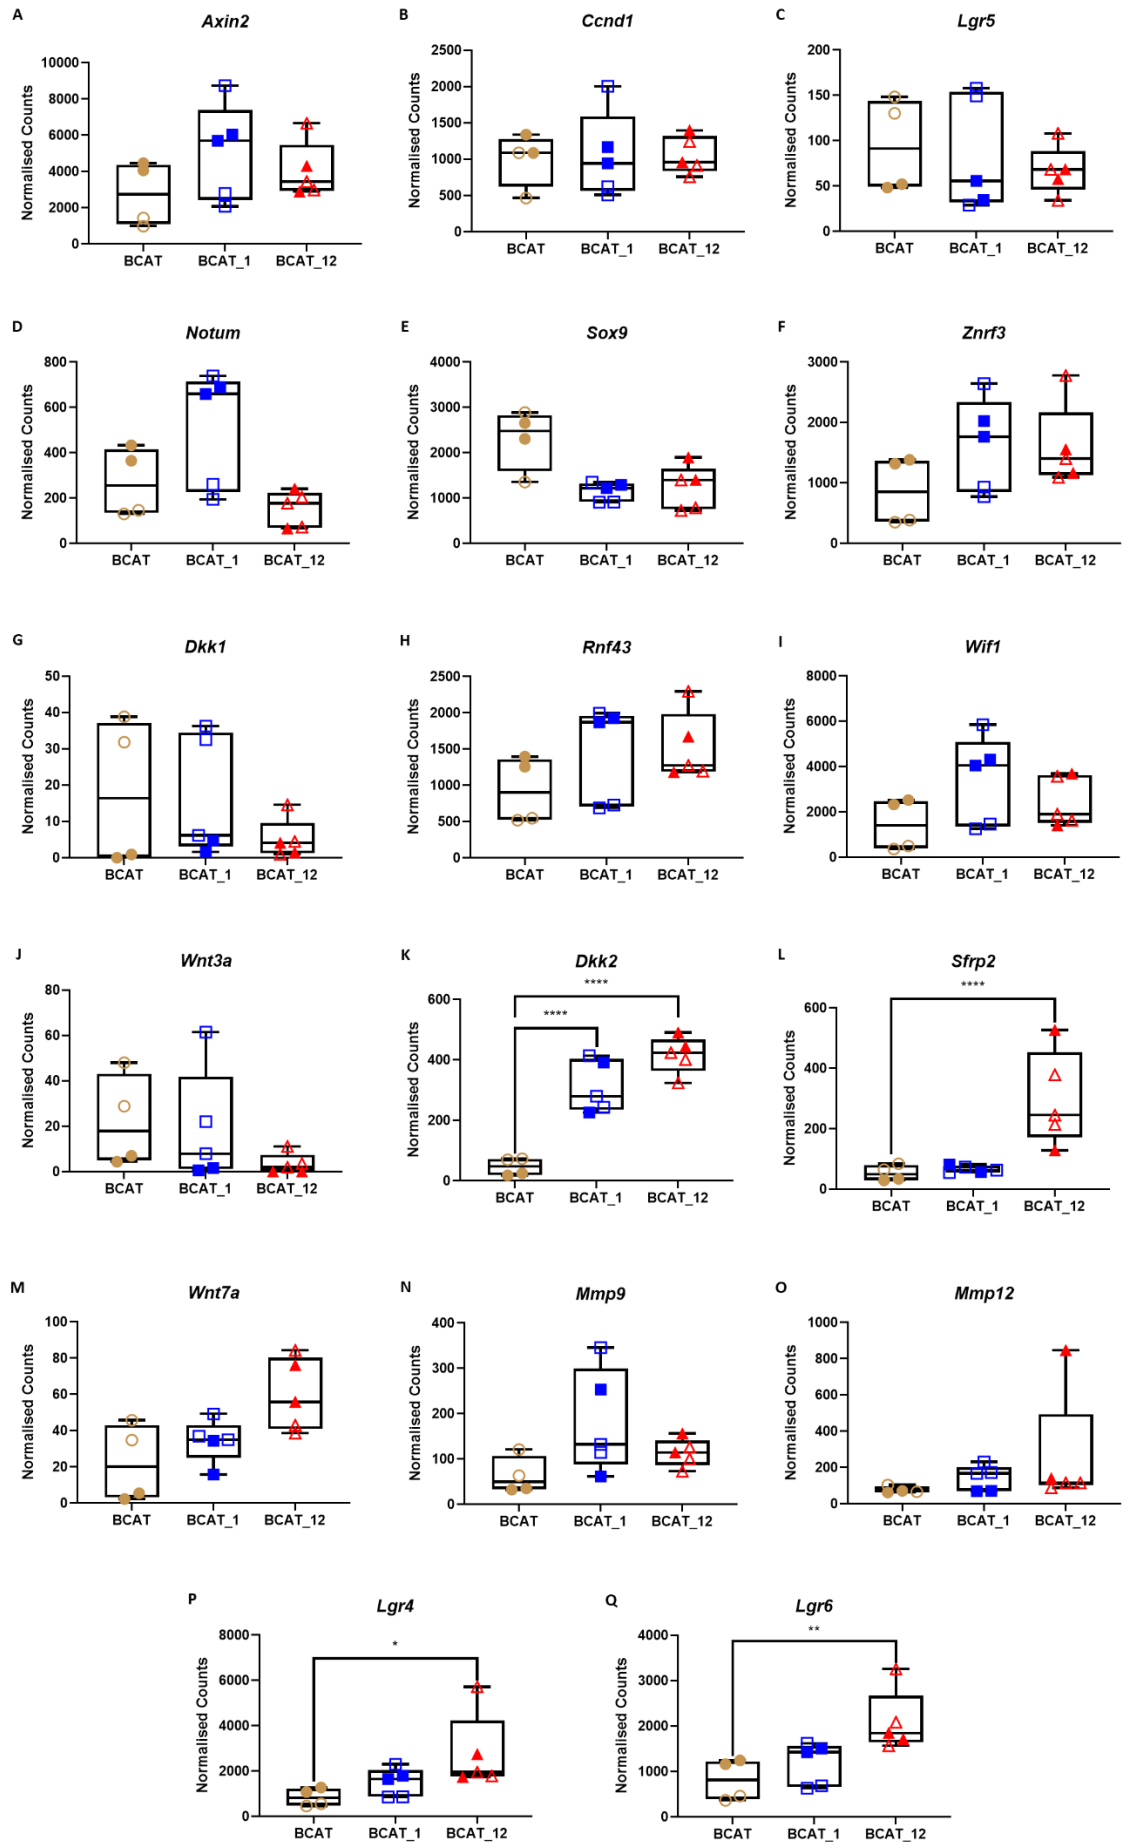 A
Axin2
Normalised Counts
10000
8000
6000
4000
2000
0
BCAT BCAT_1 BCAT_12
B
Ccnd1
Normalised Counts
2500
2000
1500
1000
500
0
BCAT BCAT_1 BCAT_12
C
Lgr5
Normalised Counts
200
150
100
50
0
BCAT BCAT_1 BCAT_12
D
Notum
Normalised Counts
800
600
400
200
0
BCAT BCAT_1 BCAT_12
E
Sox9
Normalised Counts
4000
3000
2000
1000
0
BCAT BCAT_1 BCAT_12
F
Znrf3
Normalised Counts
3000
2000
1000
0
BCAT BCAT_1 BCAT_12
G
Dkk1
Normalised Counts
50
40
30
20
10
0
BCAT BCAT_1 BCAT_12
H
Rnf43
Normalised Counts
2500
2000
1500
1000
500
0
BCAT BCAT_1 BCAT_12
I
Wif1
Normalised Counts
8000
6000
4000
2000
0
BCAT BCAT_1 BCAT_12
J
Wnt3a
Normalised Counts
80
60
40
20
0
BCAT BCAT_1 BCAT_12
K
Dkk2
****
****
Normalised Counts
600
400
200
0
BCAT BCAT_1 BCAT_12
L
Sfrp2
****
Normalised Counts
600
400
200
0
BCAT BCAT_1 BCAT_12
M
Wnt7a
Normalised Counts
100
80
60
40
20
0
BCAT BCAT_1 BCAT_12
N
Mmp9
Normalised Counts
400
300
200
100
0
BCAT BCAT_1 BCAT_12
O
Mmp12
Normalised Counts
1000
800
600
400
200
0
BCAT BCAT_1 BCAT_12
P
Lgr4
*
Normalised Counts
8000
6000
4000
2000
0
BCAT BCAT_1 BCAT_12
Q
Lgr6
**
Normalised Counts
4000
3000
2000
1000
0
BCAT BCAT_1 BCAT_12